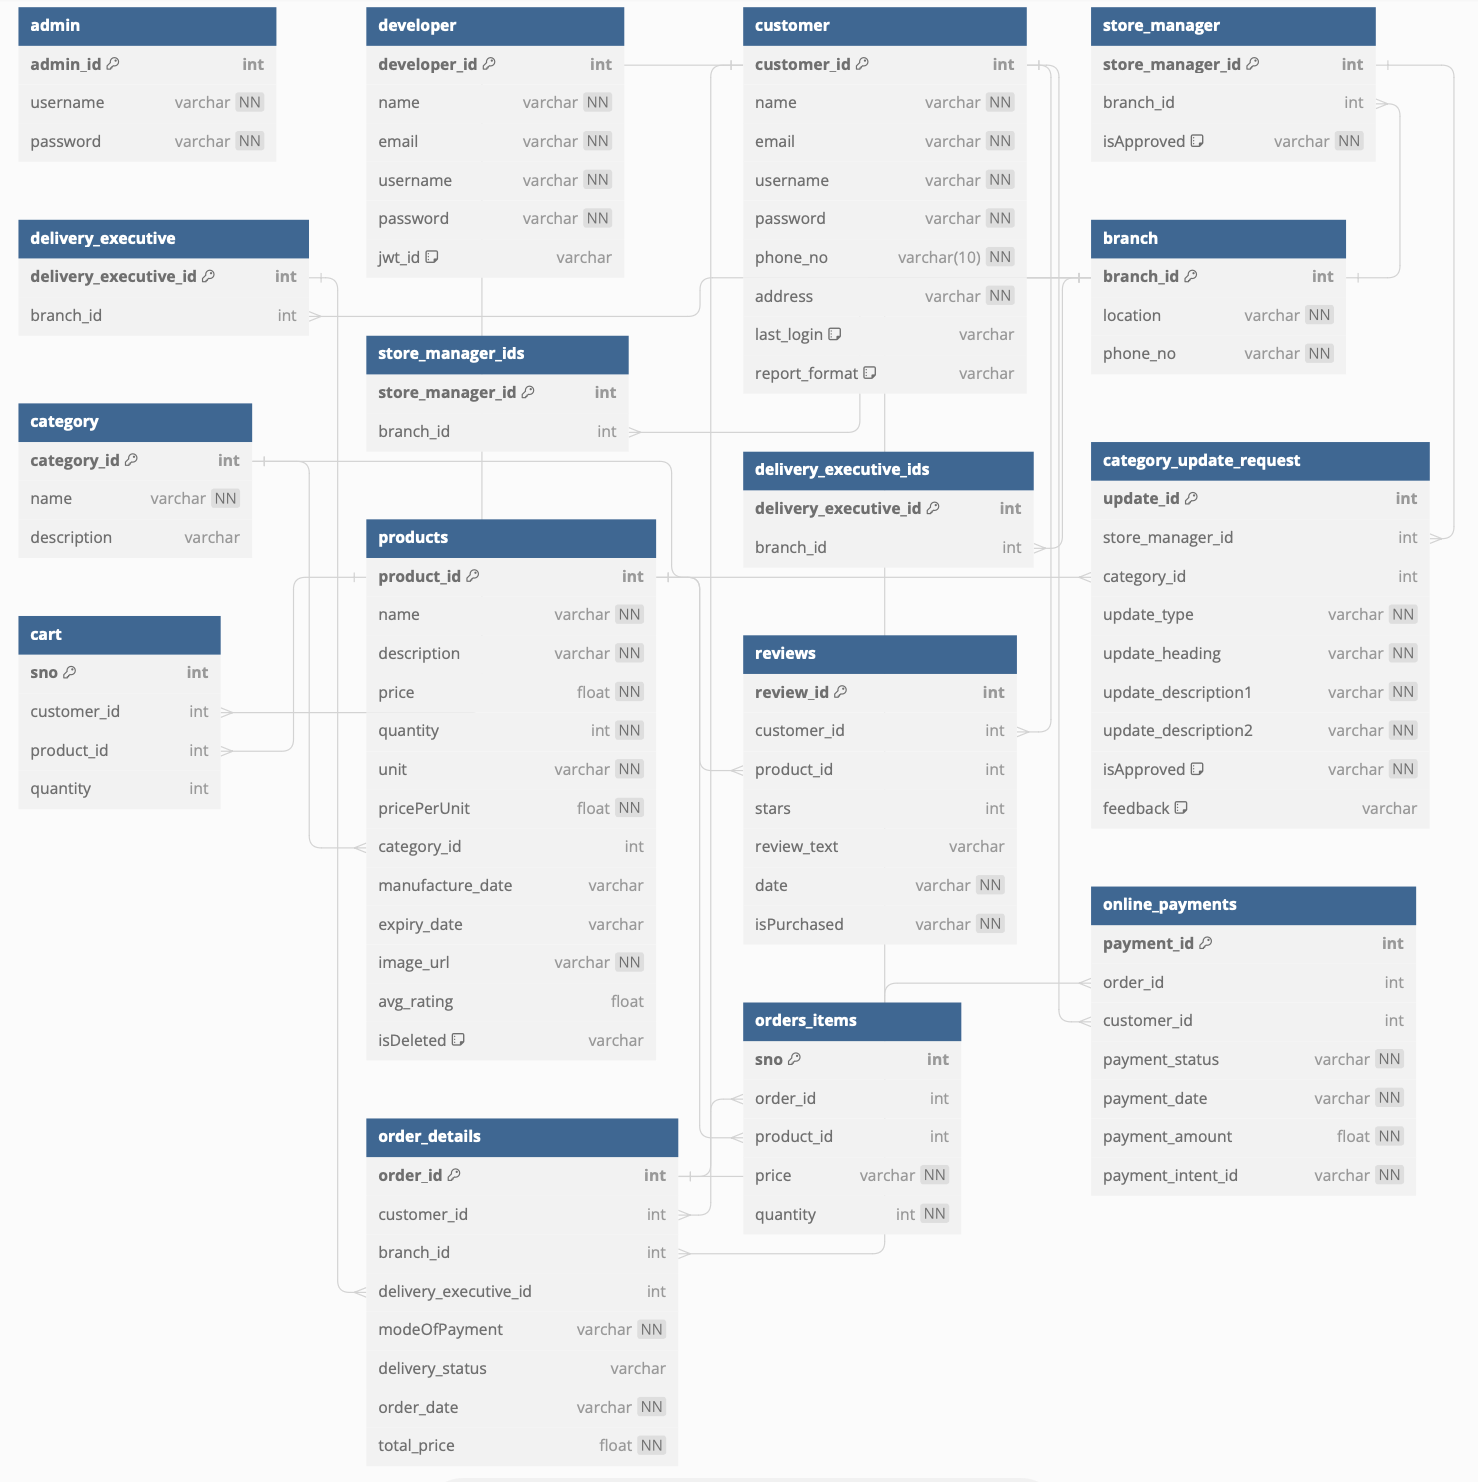 admin
admin_id int
username varchar NN
password varchar NN
developer
developer_id int
name varchar NN
email varchar NN
username varchar NN
password varchar NN
jwt_id varchar
customer
customer_id int
name varchar NN
email varchar NN
username varchar NN
password varchar NN
phone_no varchar(10) NN
address varchar NN
last_login varchar
report_format varchar
store_manager
store_manager_id int
branch_id int
isApproved varchar NN
delivery_executive
delivery_executive_id int
branch_id int
branch
branch_id int
location varchar NN
phone_no varchar NN
store_manager_ids
store_manager_id int
branch_id int
category
category_id int
name varchar NN
description varchar
delivery_executive_ids
delivery_executive_id int
branch_id int
category_update_request
update_id int
store_manager_id int
category_id int
update_type varchar NN
update_heading varchar NN
update_description1 varchar NN
update_description2 varchar NN
isApproved varchar NN
feedback varchar
products
product_id int
name varchar NN
description varchar NN
price float NN
quantity int NN
unit varchar NN
pricePerUnit float NN
category_id int
manufacture_date varchar
expiry_date varchar
image_url varchar NN
avg_rating float
isDeleted varchar
cart
sno int
customer_id int
product_id int
quantity int
reviews
review_id int
customer_id int
product_id int
stars int
review_text varchar
date varchar NN
isPurchased varchar NN
online_payments
payment_id int
order_id int
customer_id int
payment_status varchar NN
payment_date varchar NN
payment_amount float NN
payment_intent_id varchar NN
orders_items
sno int
order_id int
product_id int
price varchar NN
quantity int NN
order_details
order_id int
customer_id int
branch_id int
delivery_executive_id int
modeOfPayment varchar NN
delivery_status varchar
order_date varchar NN
total_price float NN